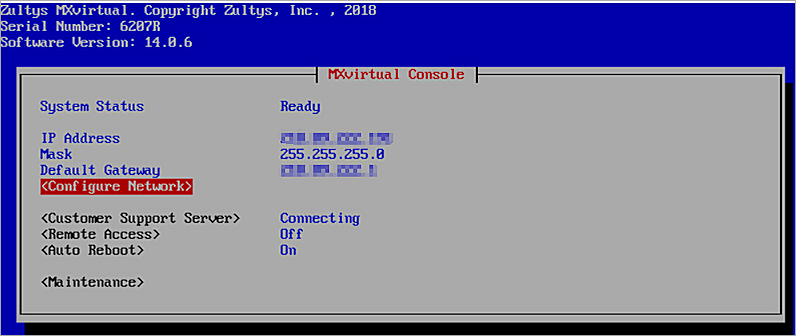 Zultys MXvirtual. Copyright Zultys, Inc. , 2018
Serial Number: 6207R
Software Version: 14.0.6
MXvirtual Console
System Status Ready
IP Address
Mask 255.255.255.0
Default Gateway
<Configure Network>
<Customer Support Server> Connecting
<Remote Access> Off
<Auto Reboot> On
<Maintenance>